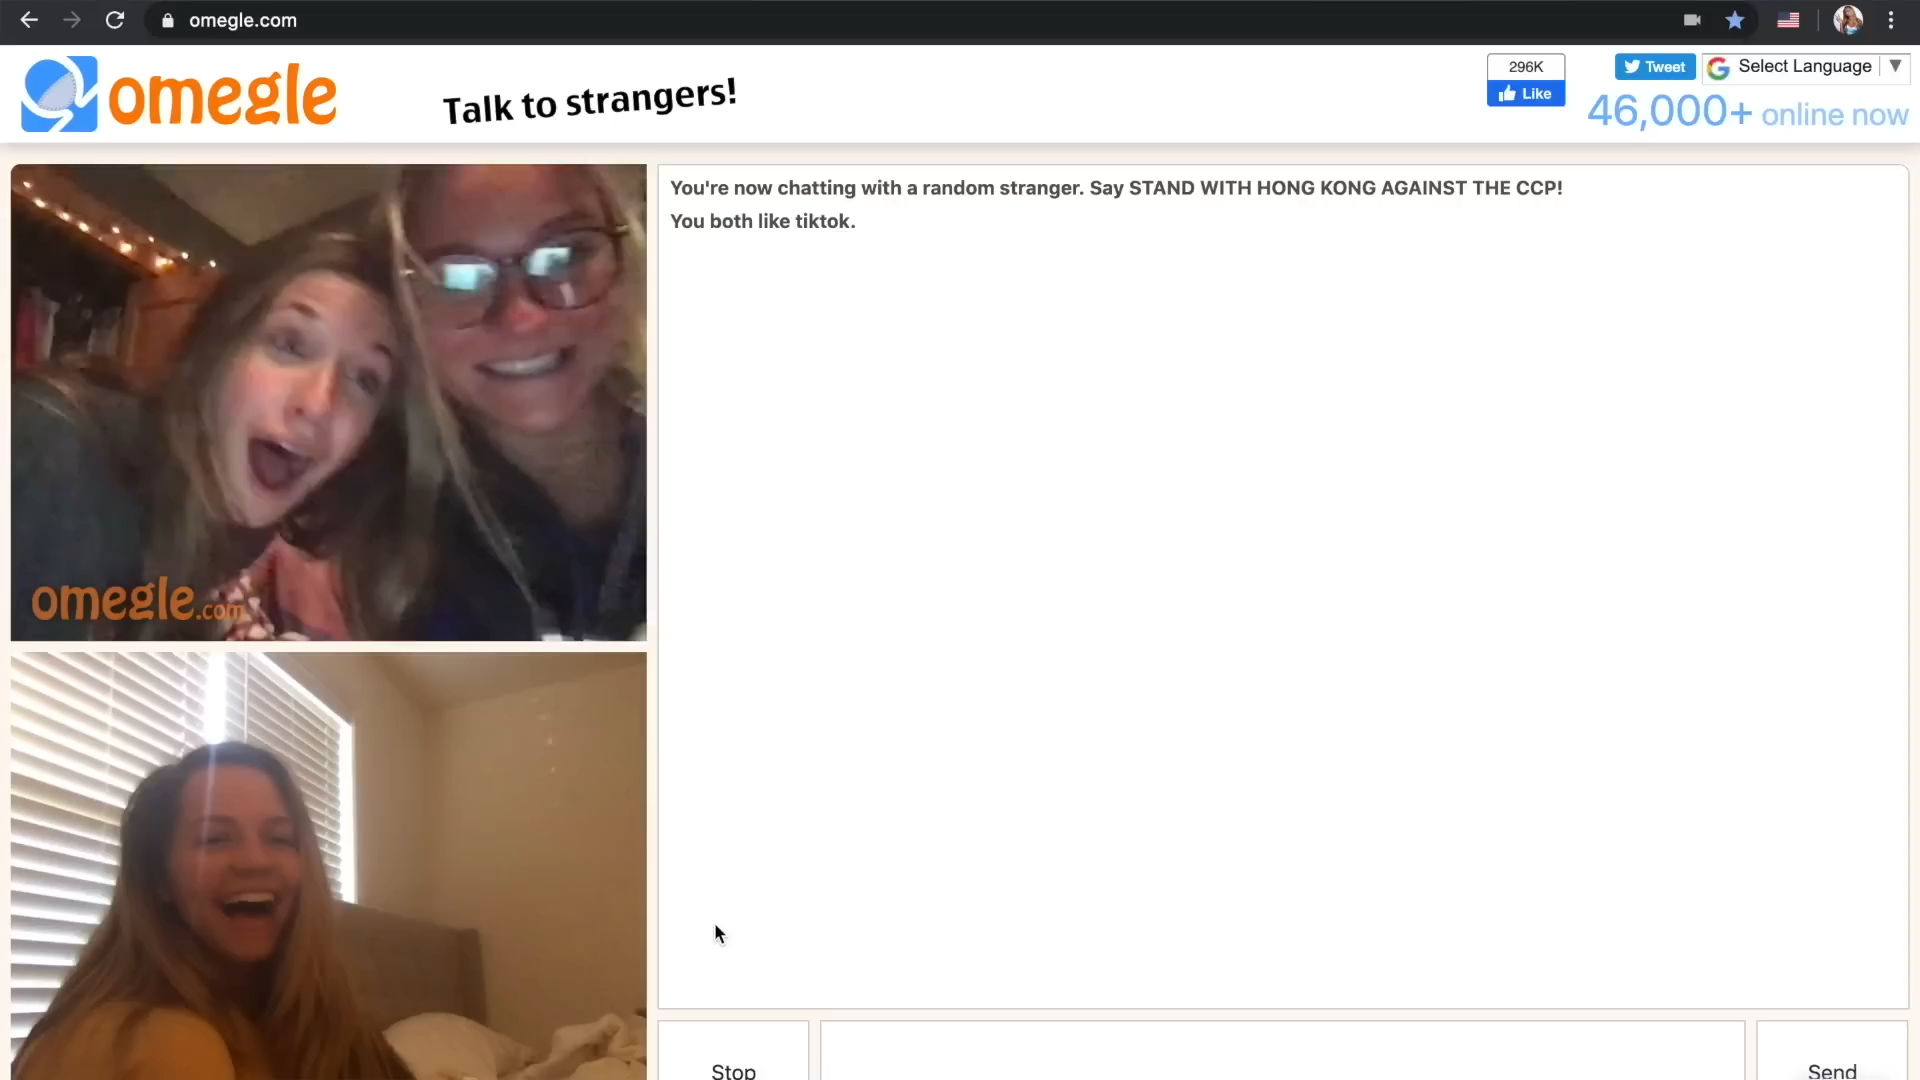 omegle.com
omegle
Talk to strangers!
296K
Like
Tweet
Select Language
46,000+ online now
You're now chatting with a random stranger. Say STAND WITH HONG KONG AGAINST THE CCP!
You both like tiktok.
omegle.com
Stop
Send